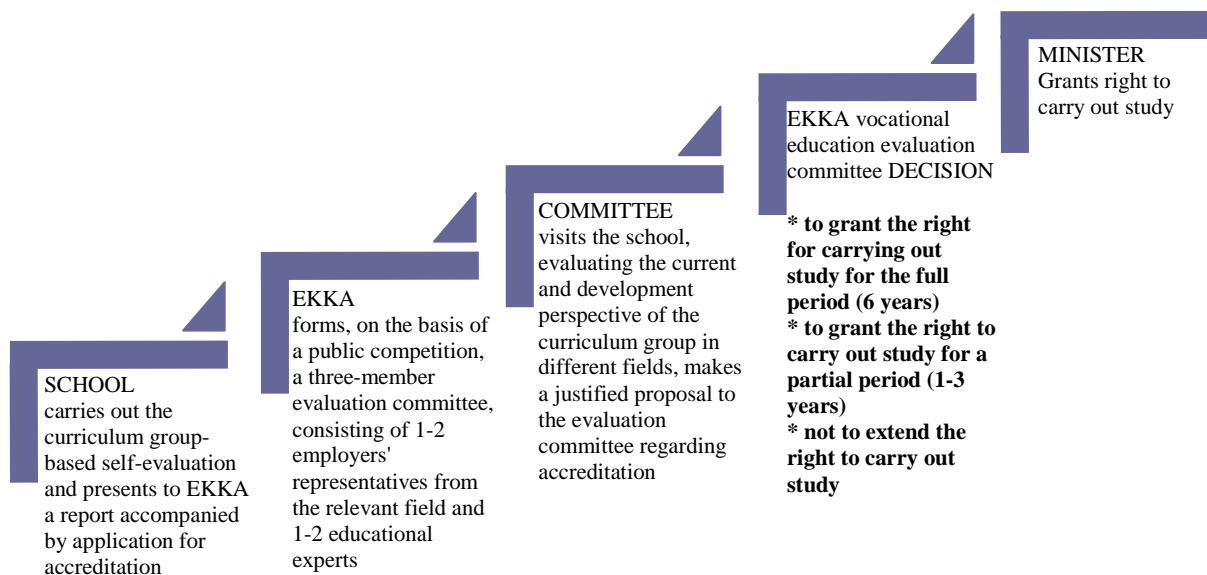 SCHOOL
carries out the
curriculum group-
based self-evaluation
and presents to EKKA
a report accompanied
by application for
accreditation
EKKA
forms, on the basis of
a public competition,
a three-member
evaluation committee,
consisting of 1-2
employers'
representatives from
the relevant field and
1-2 educational
experts
COMMITTEE
visits the school,
evaluating the current
and development
perspective of the
curriculum group in
different fields, makes
a justified proposal to
the evaluation
committee regarding
accreditation
EKKA vocational
education evaluation
committee DECISION
* to grant the right
for carrying out
study for the full
period (6 years)
* to grant the right to
carry out study for a
partial period (1-3
years)
* not to extend the
right to carry out
study
MINISTER
Grants right to
carry out study